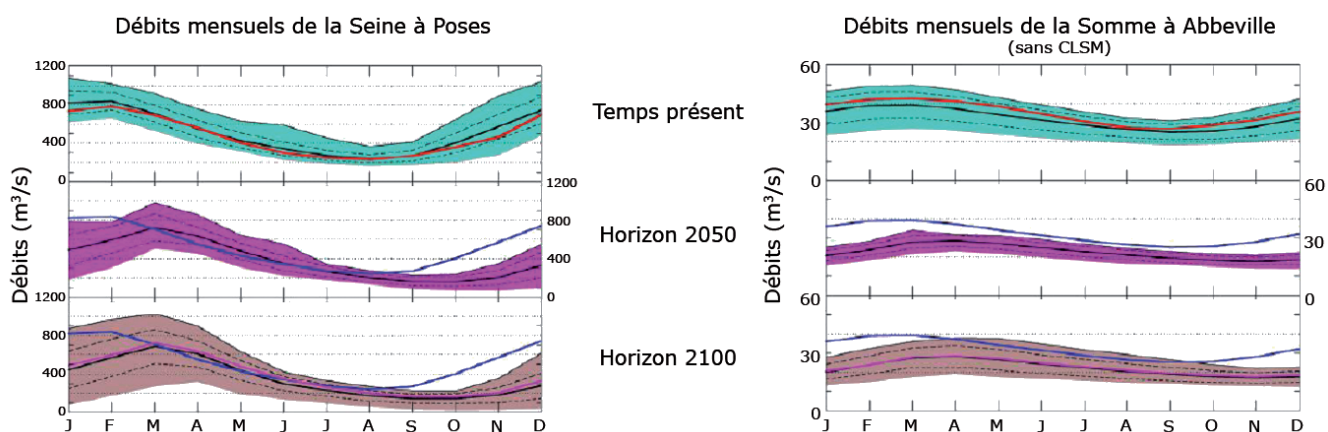 Débits mensuels de la Seine à Poses
Débits mensuels de la Somme à Abbeville
(sans CLSM)
1200
800
400
0
Temps présent
60
30
0
1200
800
400
0
Horizon 2050
60
30
0
1200
800
400
0
Horizon 2100
60
30
0
Débits (m³/s)
Débits (m³/s)
J F M A M J J A S O N D
J F M A M J J A S O N D